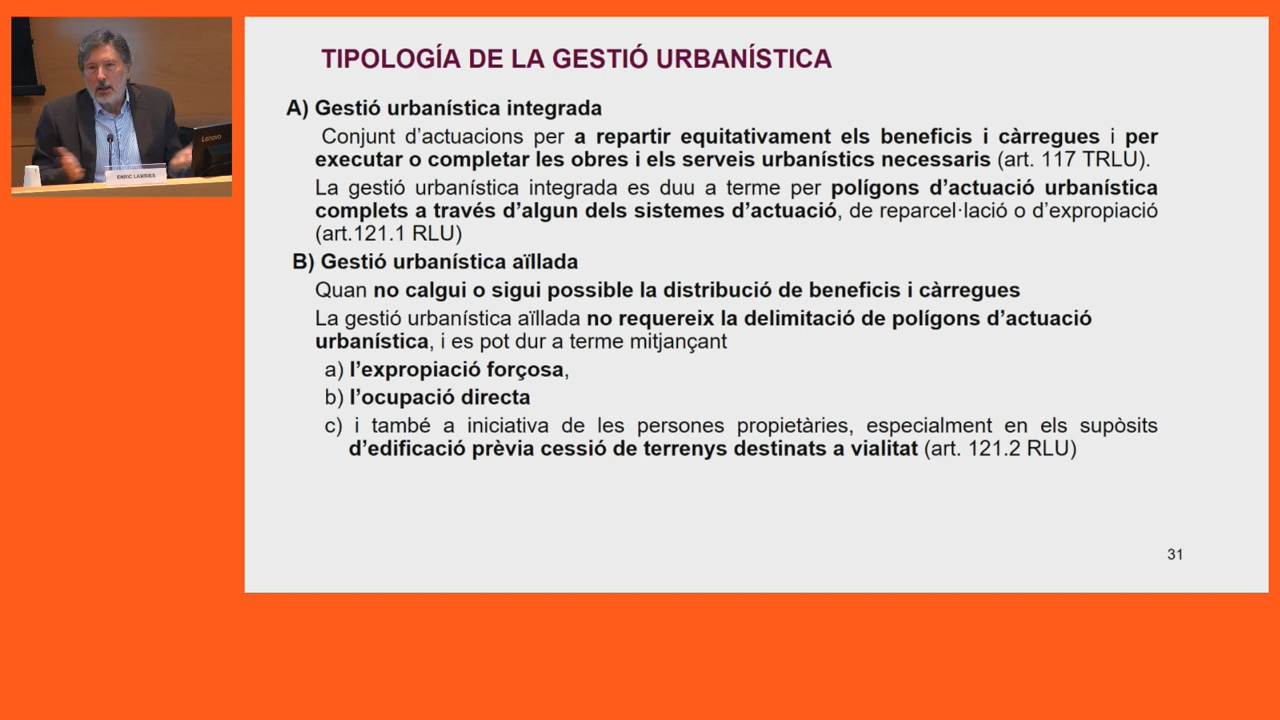 TIPOLOGÍA DE LA GESTIÓ URBANÍSTICA
A) Gestió urbanística integrada
Conjunt d'actuacions per a repartir equitativament els beneficis i càrregues i per
executar o completar les obres i els serveis urbanístics necessaris (art. 117 TRLU).
La gestió urbanística integrada es duu a terme per polígons d'actuació urbanística
complets a través d'algun dels sistemes d'actuació, de reparcel·lació o d'expropiació
(art.121.1 RLU)
B) Gestió urbanística aïllada
Quan no calgui o sigui possible la distribució de beneficis i càrregues
La gestió urbanística aïllada no requereix la delimitació de polígons d'actuació
urbanística, i es pot dur a terme mitjançant
a) l'expropiació forçosa,
b) l'ocupació directa
c) i també a iniciativa de les persones propietàries, especialment en els supòsits
d'edificació prèvia cessió de terrenys destinats a vialitat (art. 121.2 RLU)
31
Lenovo
ENRIC LAMBIES